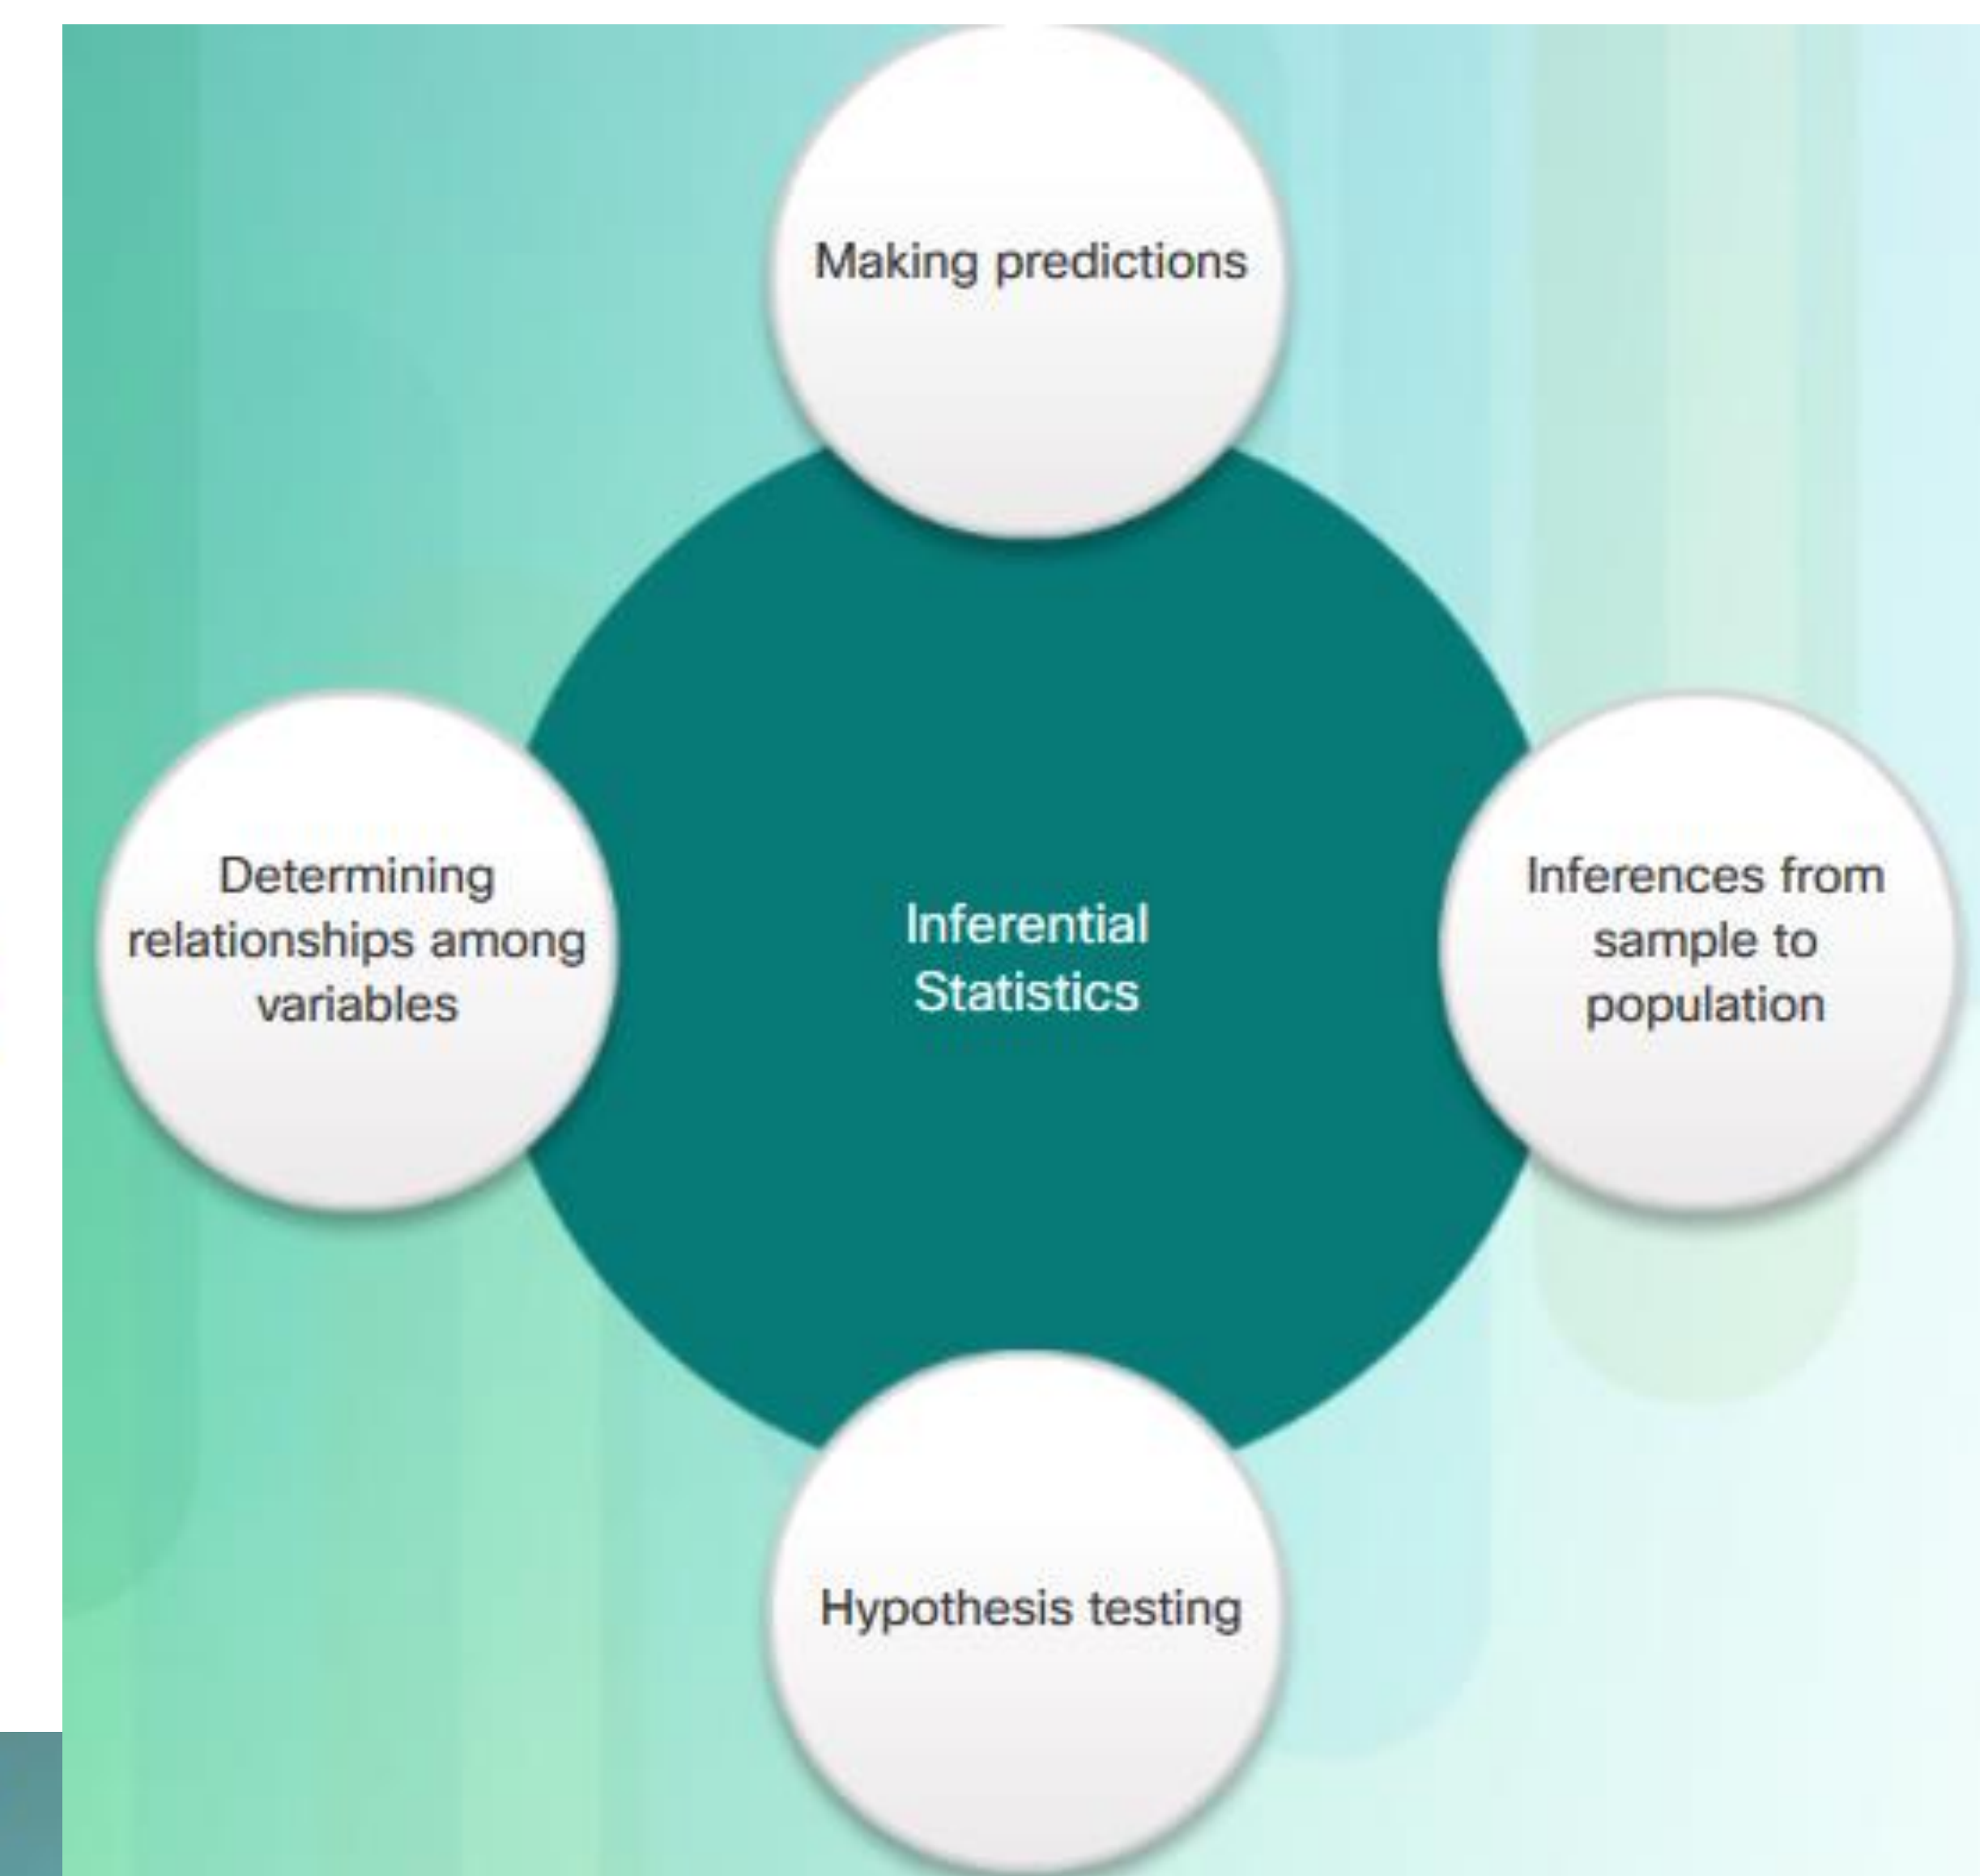 Making predictions
Determining
relationships among
variables
Inferential
Statistics
Inferences from
sample to
population
Hypothesis testing